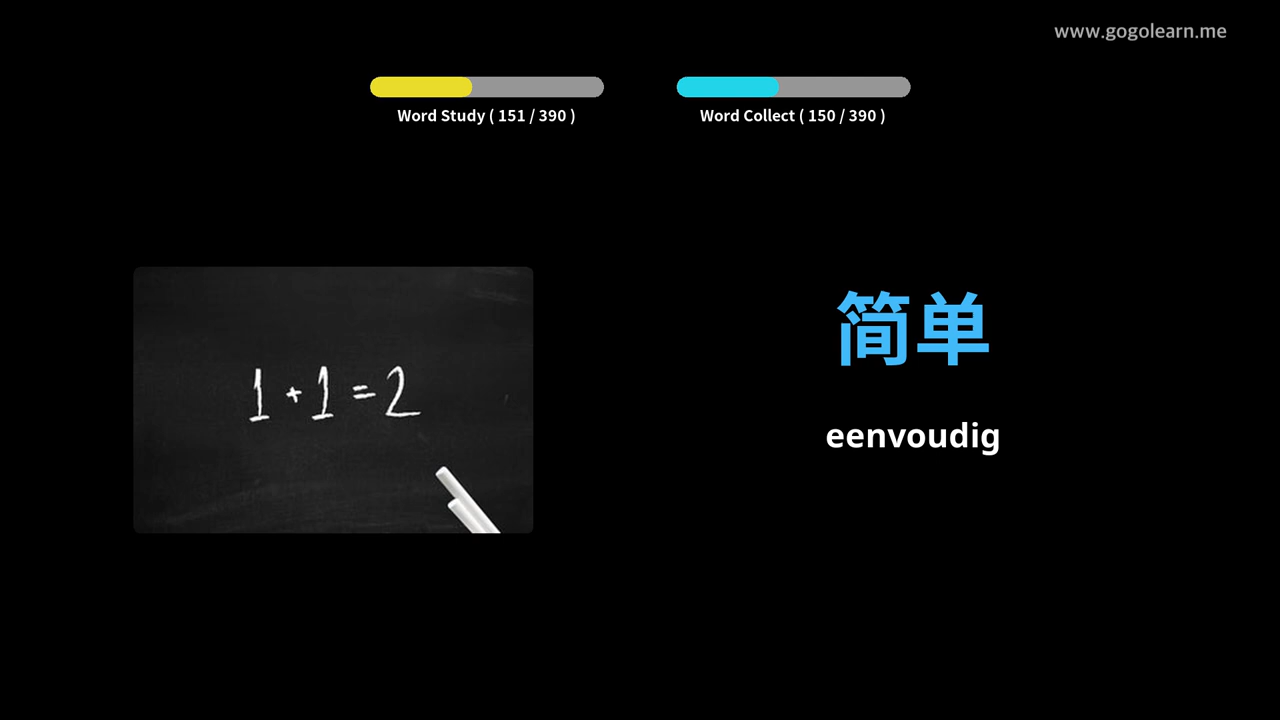 www.gogolearn.me
Word Study ( 151 / 390 )
Word Collect ( 150 / 390 )
1 + 1 = 2
简单
eenvoudig